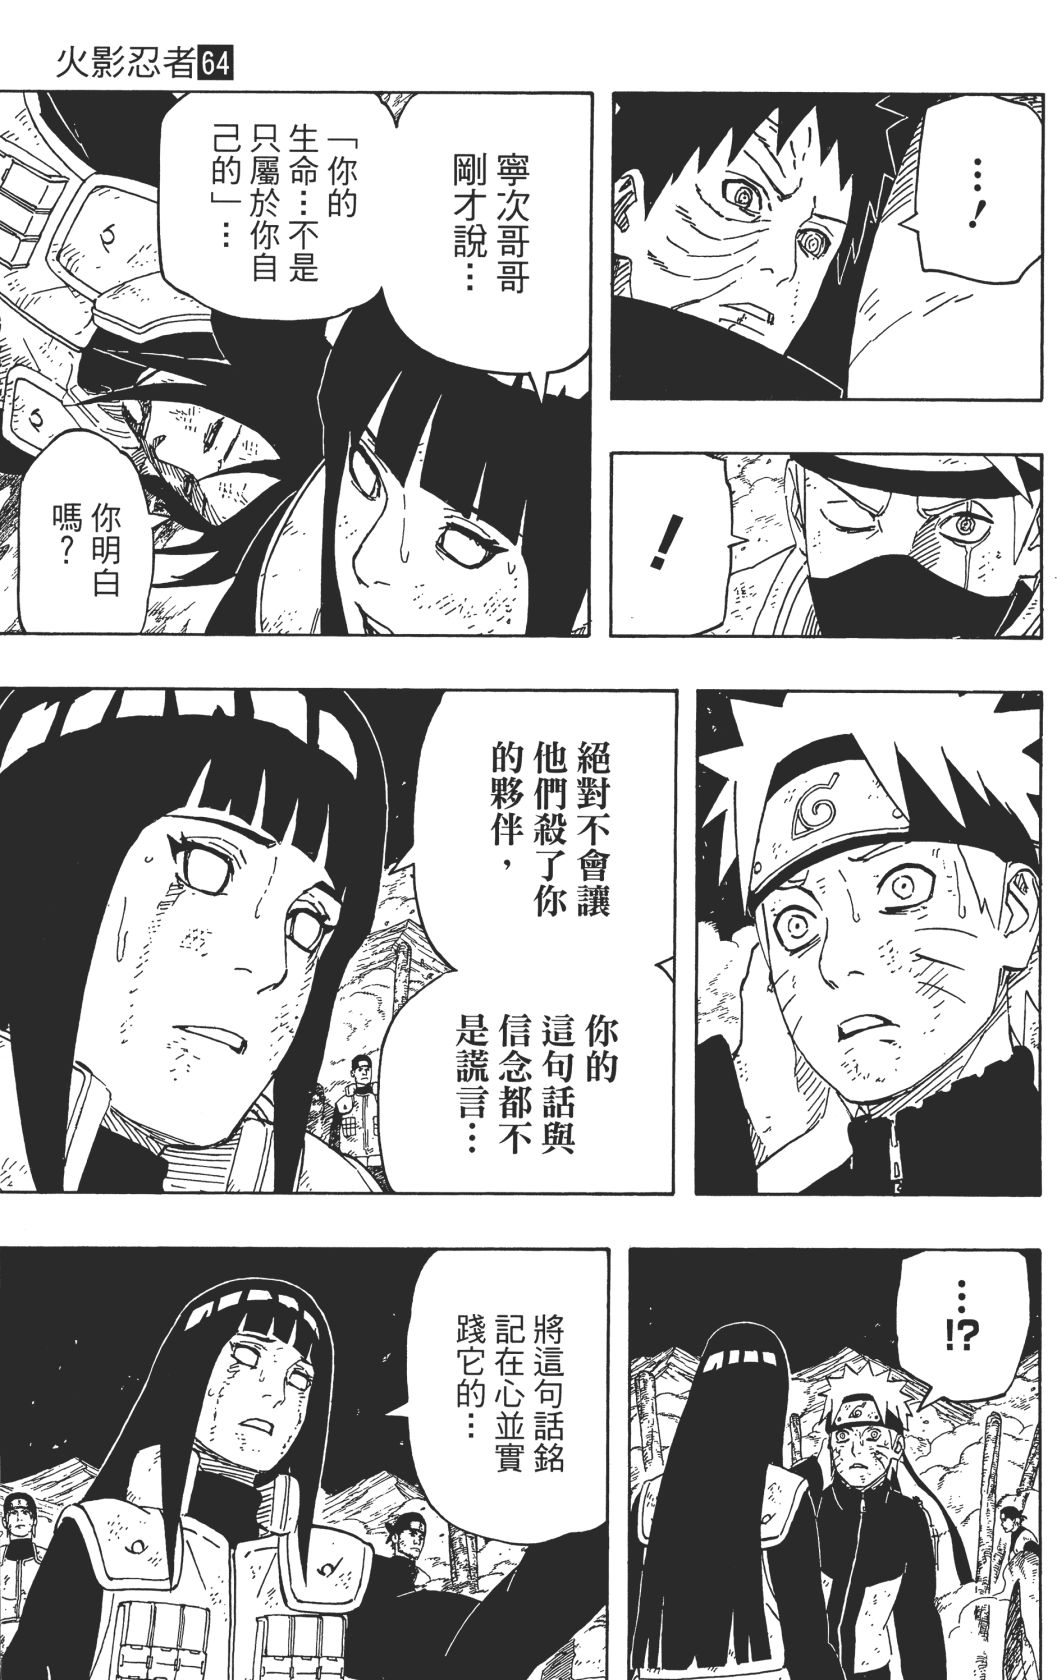 火影忍者64
…！
！
寧次哥哥
剛才說…
「你的
生命…不是
只屬於你自
己的」…
你明白
嗎？
絕對不會讓
他們殺了你
的夥伴，
你的
這句話與
信念都不
是謊言…
…!?
將這句話銘
記在心並實
踐它的…